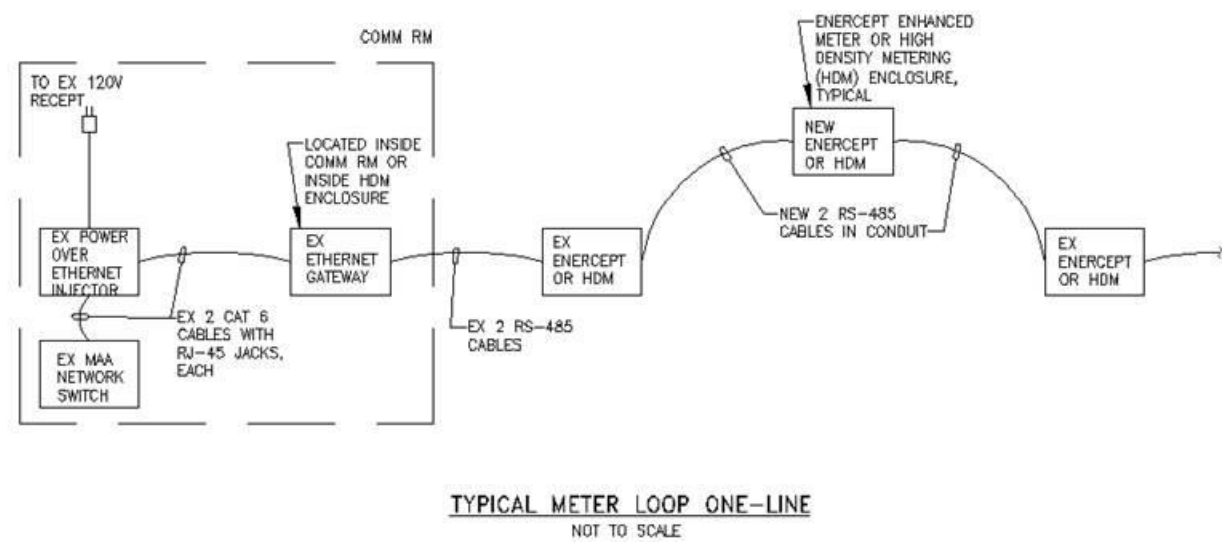 COMM RM
TO EX 120V
RECEPT
LOCATED INSIDE
COMM RM OR
INSIDE HDM
ENCLOSURE
ENERCEPT ENHANCED
METER OR HIGH
DENSITY METERING
(HDM) ENCLOSURE,
TYPICAL
NEW
ENERCEPT
OR HDM
EX POWER
OVER
ETHERNET
INJECTOR
EX
ETHERNET
GATEWAY
EX
ENERCEPT
OR HDM
NEW 2 RS-485
CABLES IN CONDUIT
EX
ENERCEPT
OR HDM
EX 2 CAT 6
CABLES WITH
RJ-45 JACKS,
EACH
EX 2 RS-485
CABLES
EX MAA
NETWORK
SWITCH
TYPICAL METER LOOP ONE-LINE
NOT TO SCALE